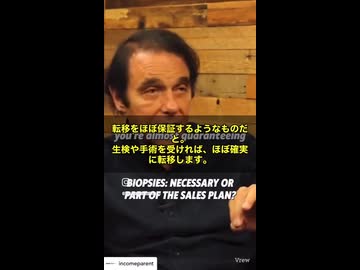 you're almost guaranteeing
転移をほぼ保証するようなものだ
と。
生検や手術を受ければ、ほぼ確実
に転移します。
BIOPSIES: NECESSARY OR
PART OF THE SALES PLAN?
incomeparent
Vrew